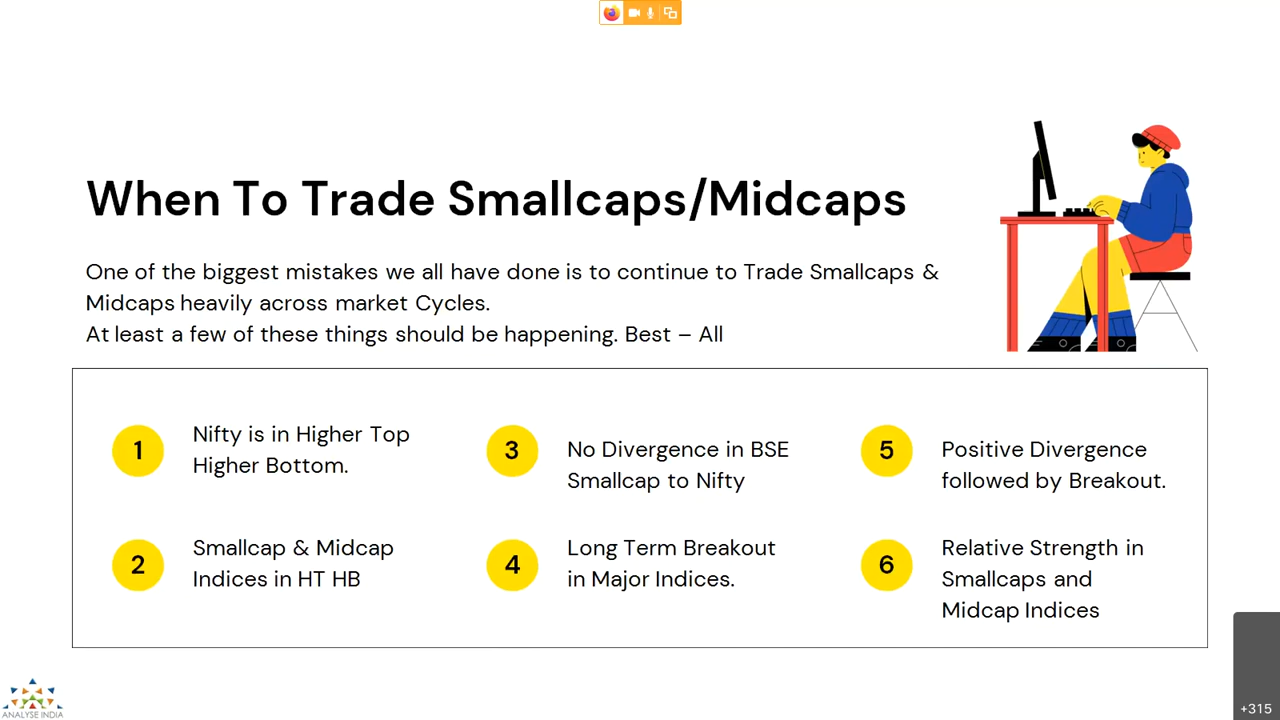 When To Trade Smallcaps/Midcaps
One of the biggest mistakes we all have done is to continue to Trade Smallcaps &
Midcaps heavily across market Cycles.
At least a few of these things should be happening. Best – All
1
Nifty is in Higher Top
Higher Bottom.
2
Smallcap & Midcap
Indices in HT HB
3
No Divergence in BSE
Smallcap to Nifty
4
Long Term Breakout
in Major Indices.
5
Positive Divergence
followed by Breakout.
6
Relative Strength in
Smallcaps and
Midcap Indices
ANALYSE INDIA
+315